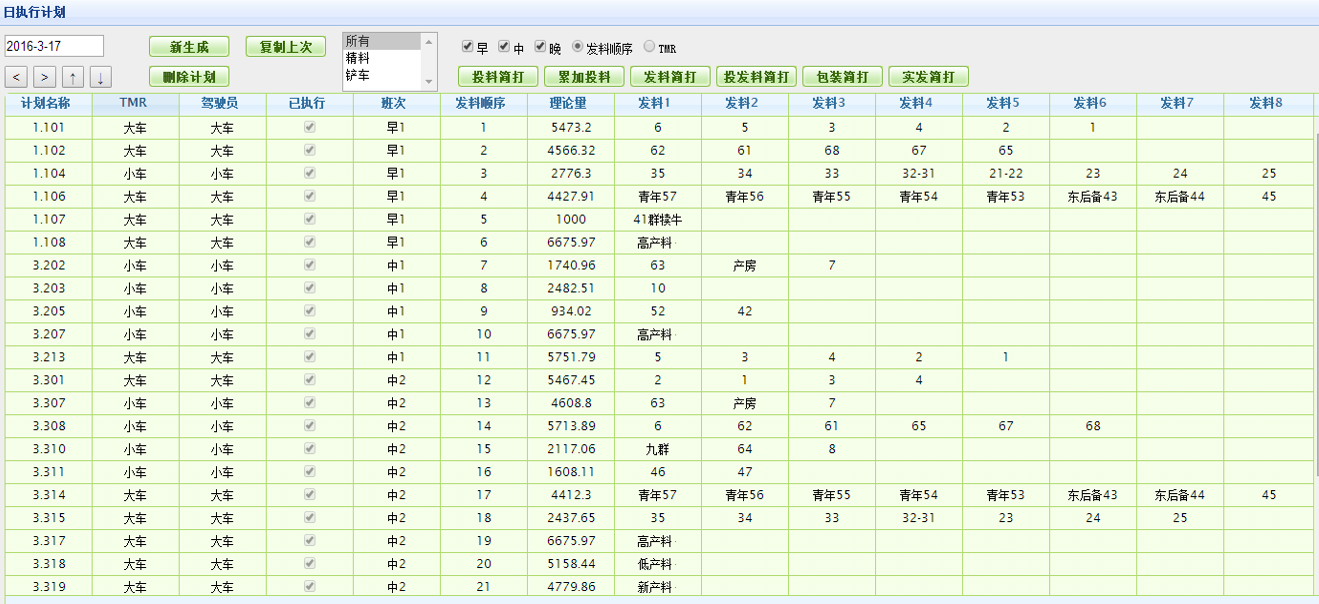 日执行计划
2016-3-17 新生成 复制上次 所有 精料 铲车 早 中 晚 发料顺序 TMR
< > ↑ ↓ 删除计划 投料简打 累加投料 发料简打 投发料简打 包装简打 实发简打
计划名称 TMR 驾驶员 已执行 班次 发料顺序 理论量 发料1 发料2 发料3 发料4 发料5 发料6 发料7 发料8
1.101 大车 大车 早1 1 5473.2 6 5 3 4 2 1
1.102 大车 大车 早1 2 4566.32 62 61 68 67 65
1.104 小车 小车 早1 3 2776.3 35 34 33 32-31 21-22 23 24 25
1.106 大车 大车 早1 4 4427.91 青年57 青年56 青年55 青年54 青年53 东后备43 东后备44 45
1.107 大车 大车 早1 5 1000 41群犊牛
1.108 大车 大车 早1 6 6675.97 高产料
3.202 小车 小车 中1 7 1740.96 63 产房 7
3.203 小车 小车 中1 8 2482.51 10
3.205 小车 小车 中1 9 934.02 52 42
3.207 小车 小车 中1 10 6675.97 高产料
3.213 大车 大车 中1 11 5751.79 5 3 4 2 1
3.301 大车 大车 中2 12 5467.45 2 1 3 4
3.307 小车 小车 中2 13 4608.8 63 产房 7
3.308 小车 小车 中2 14 5713.89 6 62 61 65 67 68
3.310 小车 小车 中2 15 2117.06 九群 64 8
3.311 小车 小车 中2 16 1608.11 46 47
3.314 大车 大车 中2 17 4412.3 青年57 青年56 青年55 青年54 青年53 东后备43 东后备44 45
3.315 大车 大车 中2 18 2437.65 35 34 33 32-31 23 24 25
3.317 大车 大车 中2 19 6675.97 高产料
3.318 大车 大车 中2 20 5158.44 低产料
3.319 大车 大车 中2 21 4779.86 新产料